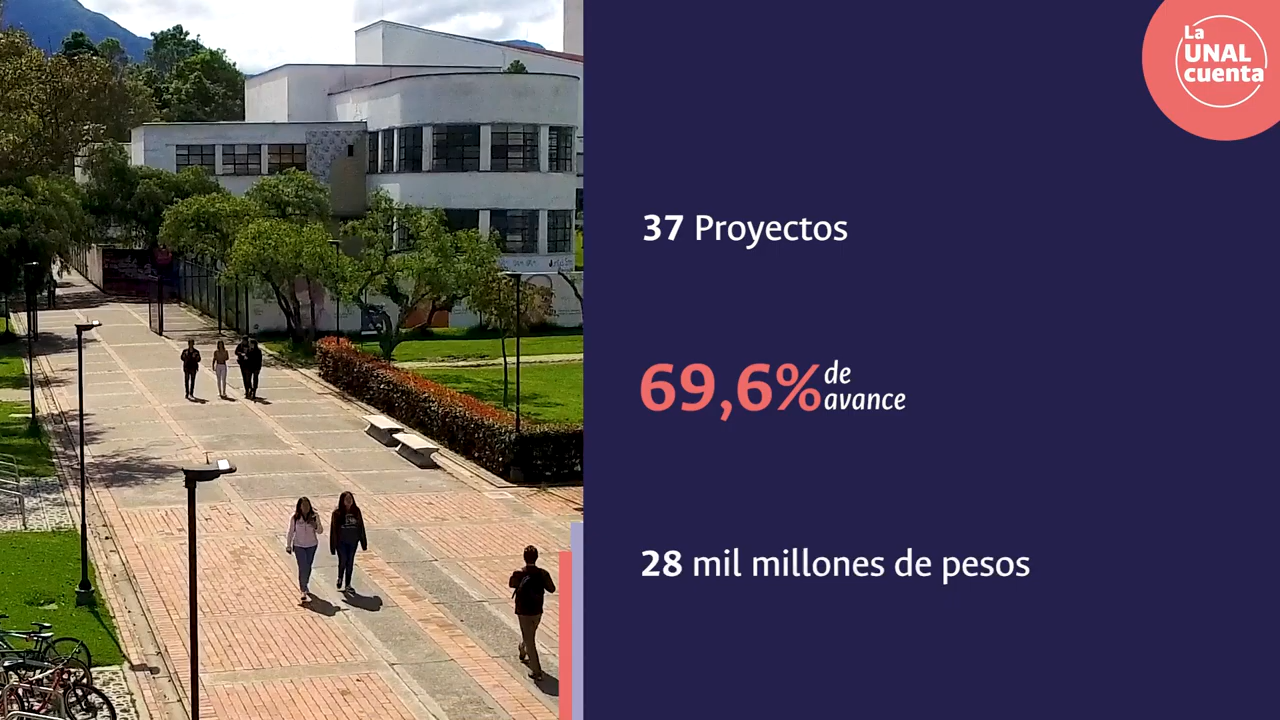 La
UNAL
cuenta
37 Proyectos
69,6% de
avance
28 mil millones de pesos